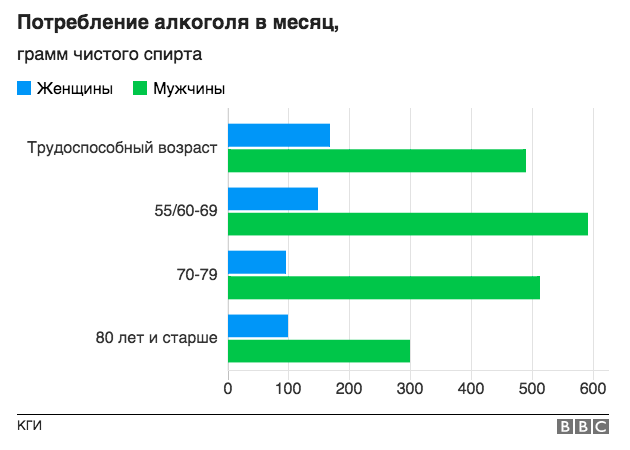 Потребление алкоголя в месяц,
грамм чистого спирта
Женщины Мужчины
Трудоспособный возраст
55/60-69
70-79
80 лет и старше
0 100 200 300 400 500 600
КГИ BBC